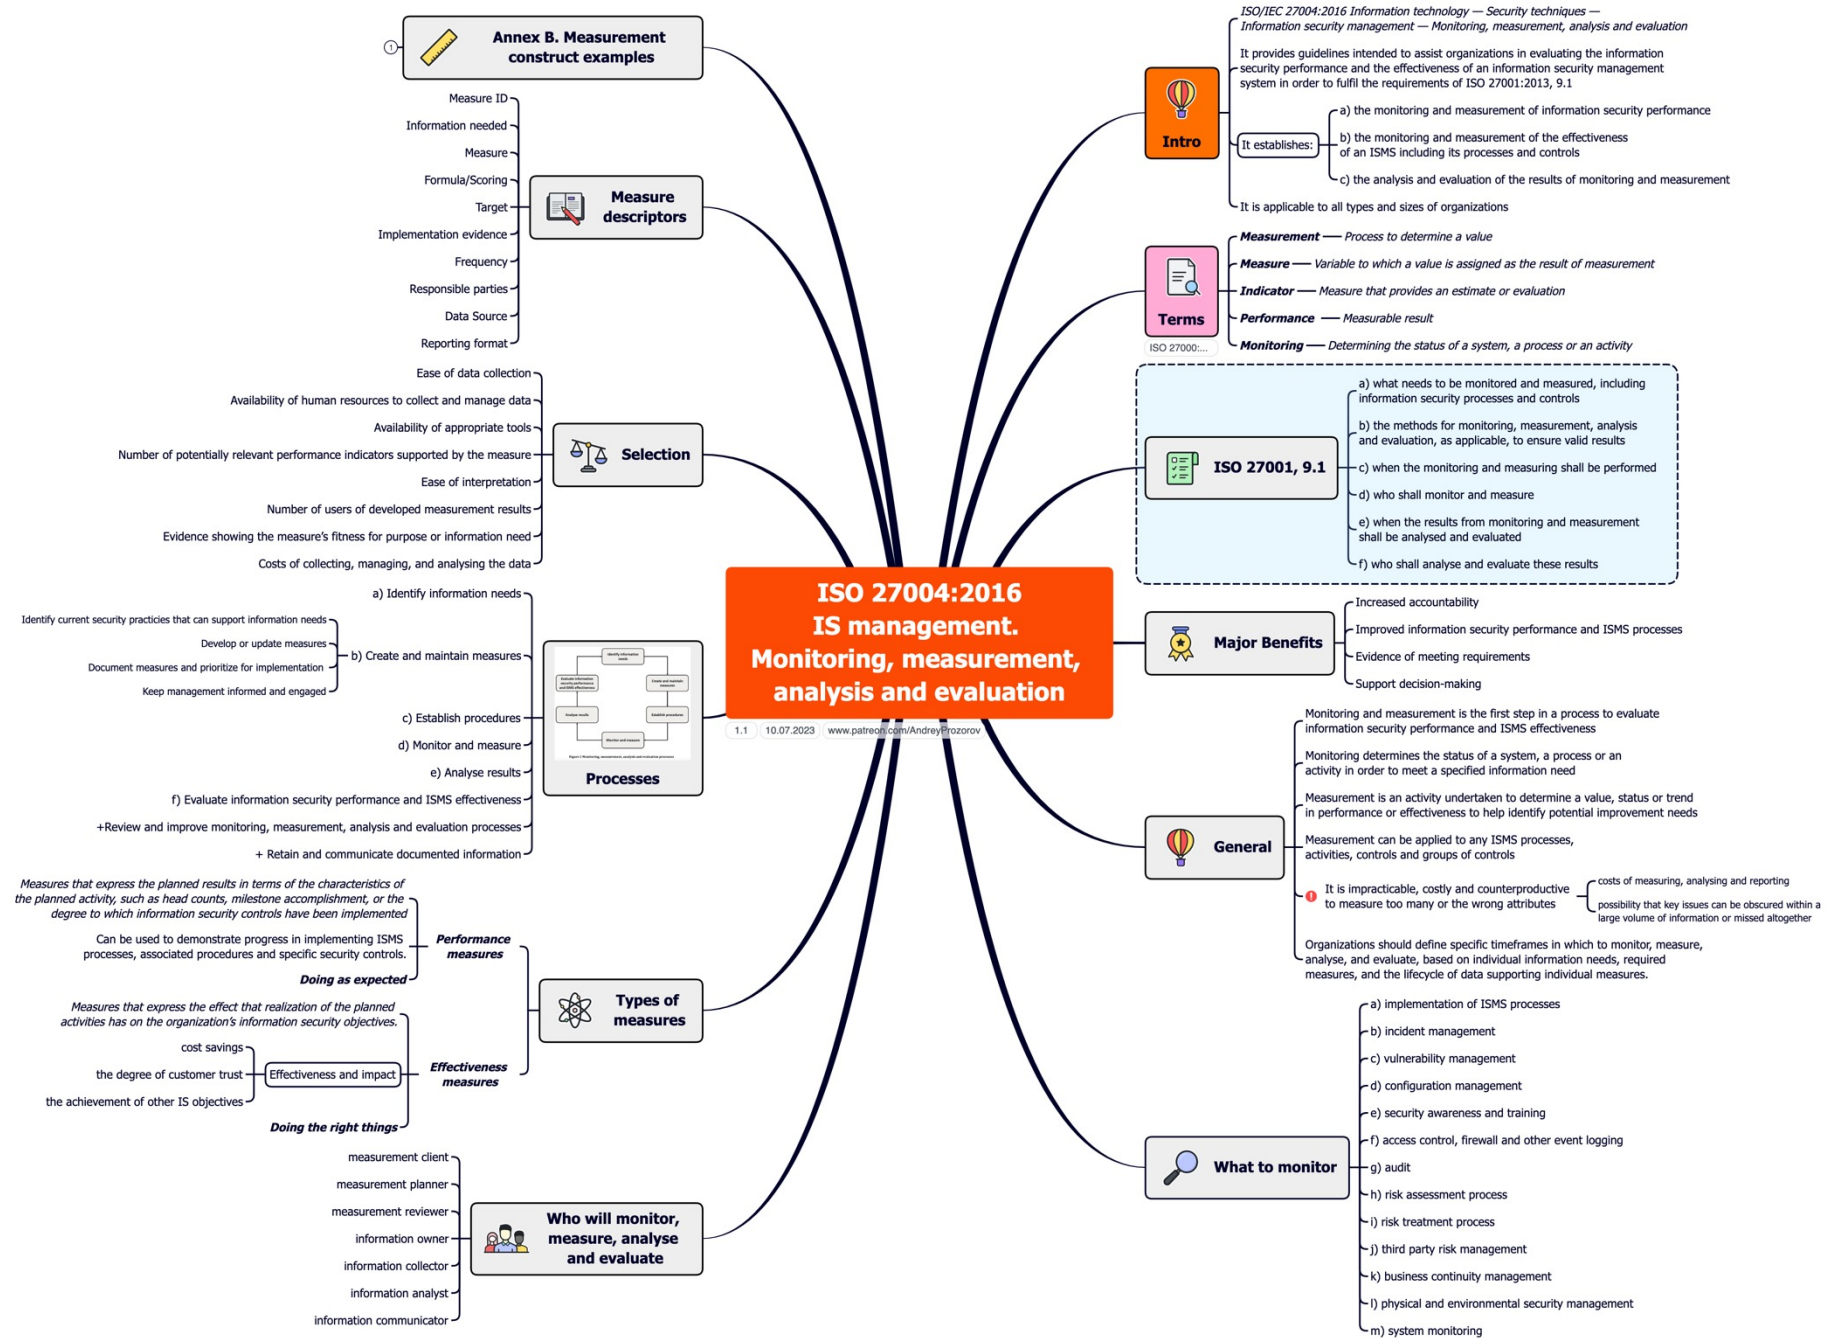 ISO 27004:2016
IS management.
Monitoring, measurement,
analysis and evaluation
1.1
10.07.2023
www.patreon.com/AndreyProzorov
Intro
ISO/IEC 27004:2016 Information technology — Security techniques —
Information security management — Monitoring, measurement, analysis and evaluation
It provides guidelines intended to assist organizations in evaluating the information
security performance and the effectiveness of an information security management
system in order to fulfil the requirements of ISO 27001:2013, 9.1
It establishes:
a) the monitoring and measurement of information security performance
b) the monitoring and measurement of the effectiveness
of an ISMS including its processes and controls
c) the analysis and evaluation of the results of monitoring and measurement
It is applicable to all types and sizes of organizations
Terms
ISO 27000:...
Measurement
Process to determine a value
Measure
Variable to which a value is assigned as the result of measurement
Indicator
Measure that provides an estimate or evaluation
Performance
Measurable result
Monitoring
Determining the status of a system, a process or an activity
ISO 27001, 9.1
a) what needs to be monitored and measured, including
information security processes and controls
b) the methods for monitoring, measurement, analysis
and evaluation, as applicable, to ensure valid results
c) when the monitoring and measuring shall be performed
d) who shall monitor and measure
e) when the results from monitoring and measurement
shall be analysed and evaluated
f) who shall analyse and evaluate these results
Major Benefits
Increased accountability
Improved information security performance and ISMS processes
Evidence of meeting requirements
Support decision-making
General
Monitoring and measurement is the first step in a process to evaluate
information security performance and ISMS effectiveness
Monitoring determines the status of a system, a process or an
activity in order to meet a specified information need
Measurement is an activity undertaken to determine a value, status or trend
in performance or effectiveness to help identify potential improvement needs
Measurement can be applied to any ISMS processes,
activities, controls and groups of controls
It is impracticable, costly and counterproductive
to measure too many or the wrong attributes
costs of measuring, analysing and reporting
possibility that key issues can be obscured within a
large volume of information or missed altogether
Organizations should define specific timeframes in which to monitor, measure,
analyse, and evaluate, based on individual information needs, required
measures, and the lifecycle of data supporting individual measures.
What to monitor
a) implementation of ISMS processes
b) incident management
c) vulnerability management
d) configuration management
e) security awareness and training
f) access control, firewall and other event logging
g) audit
h) risk assessment process
i) risk treatment process
j) third party risk management
k) business continuity management
l) physical and environmental security management
m) system monitoring
Annex B. Measurement
construct examples
1
Measure
descriptors
Measure ID
Information needed
Measure
Formula/Scoring
Target
Implementation evidence
Frequency
Responsible parties
Data Source
Reporting format
Selection
Ease of data collection
Availability of human resources to collect and manage data
Availability of appropriate tools
Number of potentially relevant performance indicators supported by the measure
Ease of interpretation
Number of users of developed measurement results
Evidence showing the measure's fitness for purpose or information need
Costs of collecting, managing, and analysing the data
Processes
Identify information
needs
Evaluate information
security performance
and ISMS effectiveness
Create and maintain
measures
Analyse results
Establish procedures
Monitor and measure
a) Identify information needs
b) Create and maintain measures
Identify current security practicies that can support information needs
Develop or update measures
Document measures and prioritize for implementation
Keep management informed and engaged
c) Establish procedures
d) Monitor and measure
e) Analyse results
f) Evaluate information security performance and ISMS effectiveness
+Review and improve monitoring, measurement, analysis and evaluation processes
+ Retain and communicate documented information
Types of
measures
Performance
measures
Measures that express the planned results in terms of the characteristics of
the planned activity, such as head counts, milestone accomplishment, or the
degree to which information security controls have been implemented
Can be used to demonstrate progress in implementing ISMS
processes, associated procedures and specific security controls.
Doing as expected
Effectiveness
measures
Measures that express the effect that realization of the planned
activities has on the organization's information security objectives.
Effectiveness and impact
cost savings
the degree of customer trust
the achievement of other IS objectives
Doing the right things
Who will monitor,
measure, analyse
and evaluate
measurement client
measurement planner
measurement reviewer
information owner
information collector
information analyst
information communicator